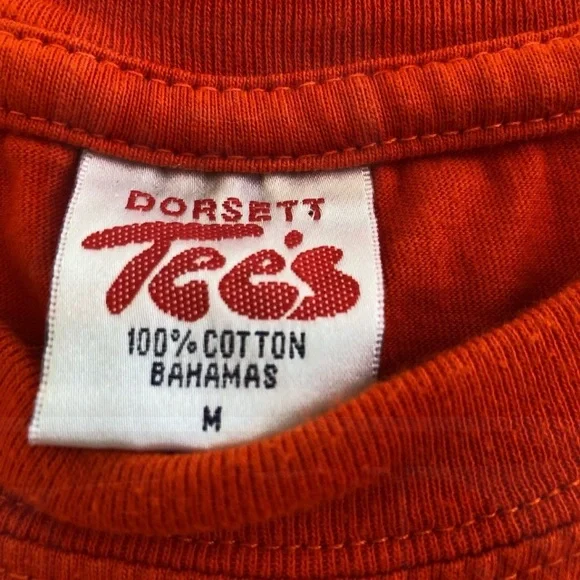 DORSETT
Tee's
100% COTTON
BAHAMAS
M